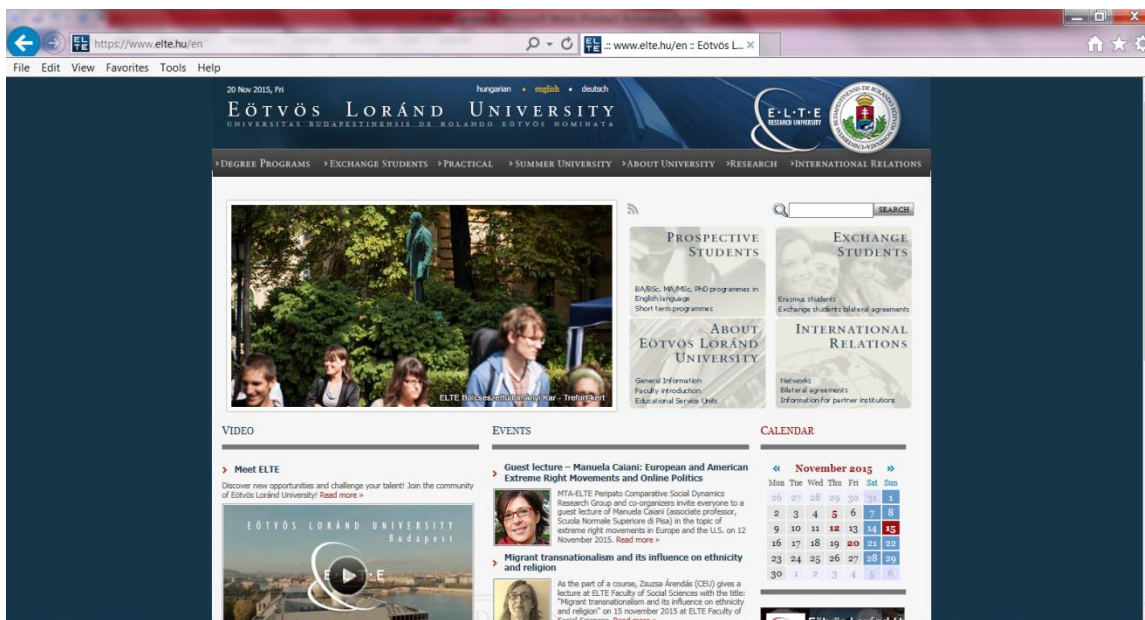 https://www.elte.hu/en
.:: www.elte.hu/en :: Eötvös L...
File Edit View Favorites Tools Help
20 Nov 2015, Fri
hungarian • english • deutsch
EÖTVÖS LORÁND UNIVERSITY
UNIVERSITAS BUDAPESTINENSIS DE ROLANDO EÖTVÖS NOMINATA
E·L·T·E
RESEARCH UNIVERSITY
DEGREE PROGRAMS EXCHANGE STUDENTS PRACTICAL SUMMER UNIVERSITY ABOUT UNIVERSITY RESEARCH INTERNATIONAL RELATIONS
SEARCH
ELTE Bölcsészettudományi Kar - Trefort-kert
PROSPECTIVE
STUDENTS
BA/BSc, MA/MSc, PhD programmes in
English language
Short term programmes
EXCHANGE
STUDENTS
Erasmus students
Exchange students bilateral agreements
ABOUT
EÖTVÖS LORÁND
UNIVERSITY
General Information
Faculty introduction
Educational Service Units
INTERNATIONAL
RELATIONS
Networks
Bilateral agreements
Information for partner institutions
VIDEO
Meet ELTE
Discover new opportunities and challenge your talent! Join the community
of Eötvös Loránd University! Read more »
EÖTVÖS LORÁND UNIVERSITY
Budapest
E L T E
EVENTS
Guest lecture – Manuela Caiani: European and American
Extreme Right Movements and Online Politics
MTA-ELTE Peripato Comparative Social Dynamics
Research Group and co-organizers invite everyone to a
guest lecture of Manuela Caiani (associate professor,
Scuola Normale Superiore di Pisa) in the topic of
extreme right movements in Europe and the U.S. on 12
November 2015. Read more »
Migrant transnationalism and its influence on ethnicity
and religion
As the part of a course, Zsuzsa Árendás (CEU) gives a
lecture at ELTE Faculty of Social Sciences with the title:
"Migrant transnationalism and its influence on ethnicity
and religion" on 15 november 2015 at ELTE Faculty of
Social Sciences. Read more »
CALENDAR
« November 2015 »
Mon Tue Wed Thu Fri Sat Sun
26 27 28 29 30 31 1
2 3 4 5 6 7 8
9 10 11 12 13 14 15
16 17 18 19 20 21 22
23 24 25 26 27 28 29
30 1 2 3 4 5 6